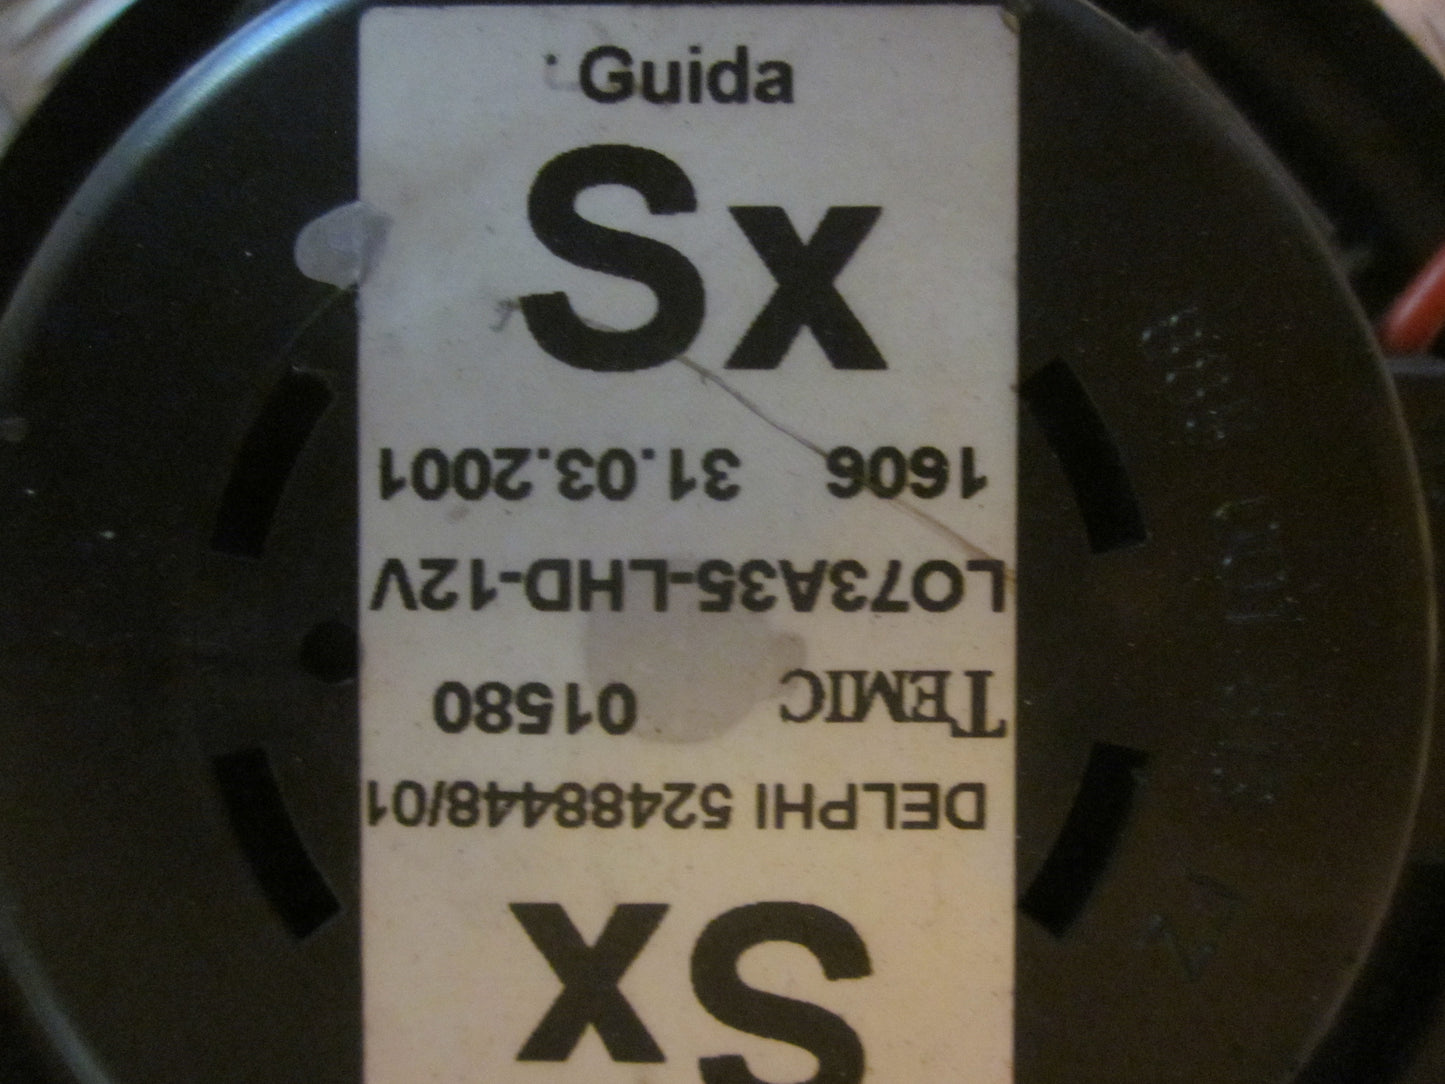 Guida
Sx
Sx
DELPHI 52488448/01
TEMIC 01580
LO73A35-LHD-12V
1606 31.03.2001